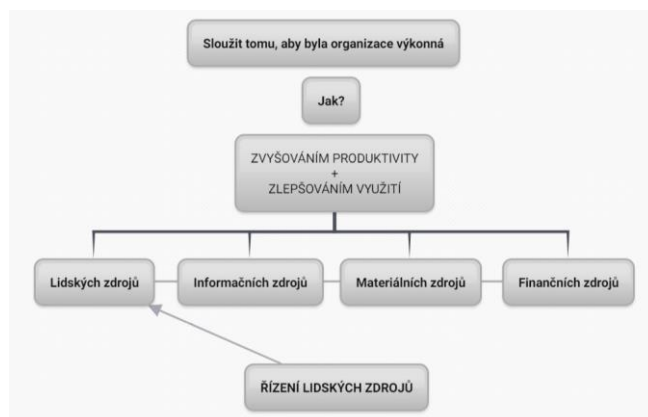 Sloužit tomu, aby byla organizace výkonná
Jak?
ZVYŠOVÁNÍM PRODUKTIVITY
+
ZLEPŠOVÁNÍM VYUŽITÍ
Lidských zdrojů
Informačních zdrojů
Materiálních zdrojů
Finančních zdrojů
ŘÍZENÍ LIDSKÝCH ZDROJŮ